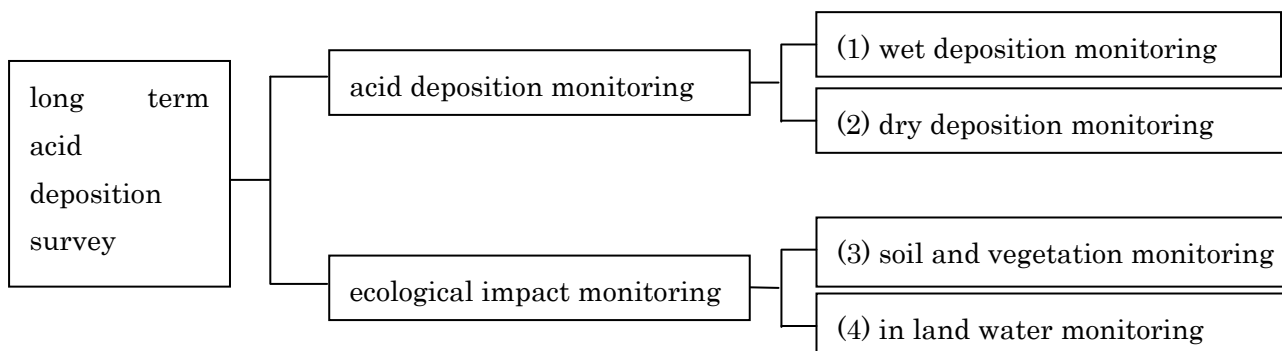 long term
acid
deposition
survey
acid deposition monitoring
(1) wet deposition monitoring
(2) dry deposition monitoring
ecological impact monitoring
(3) soil and vegetation monitoring
(4) in land water monitoring